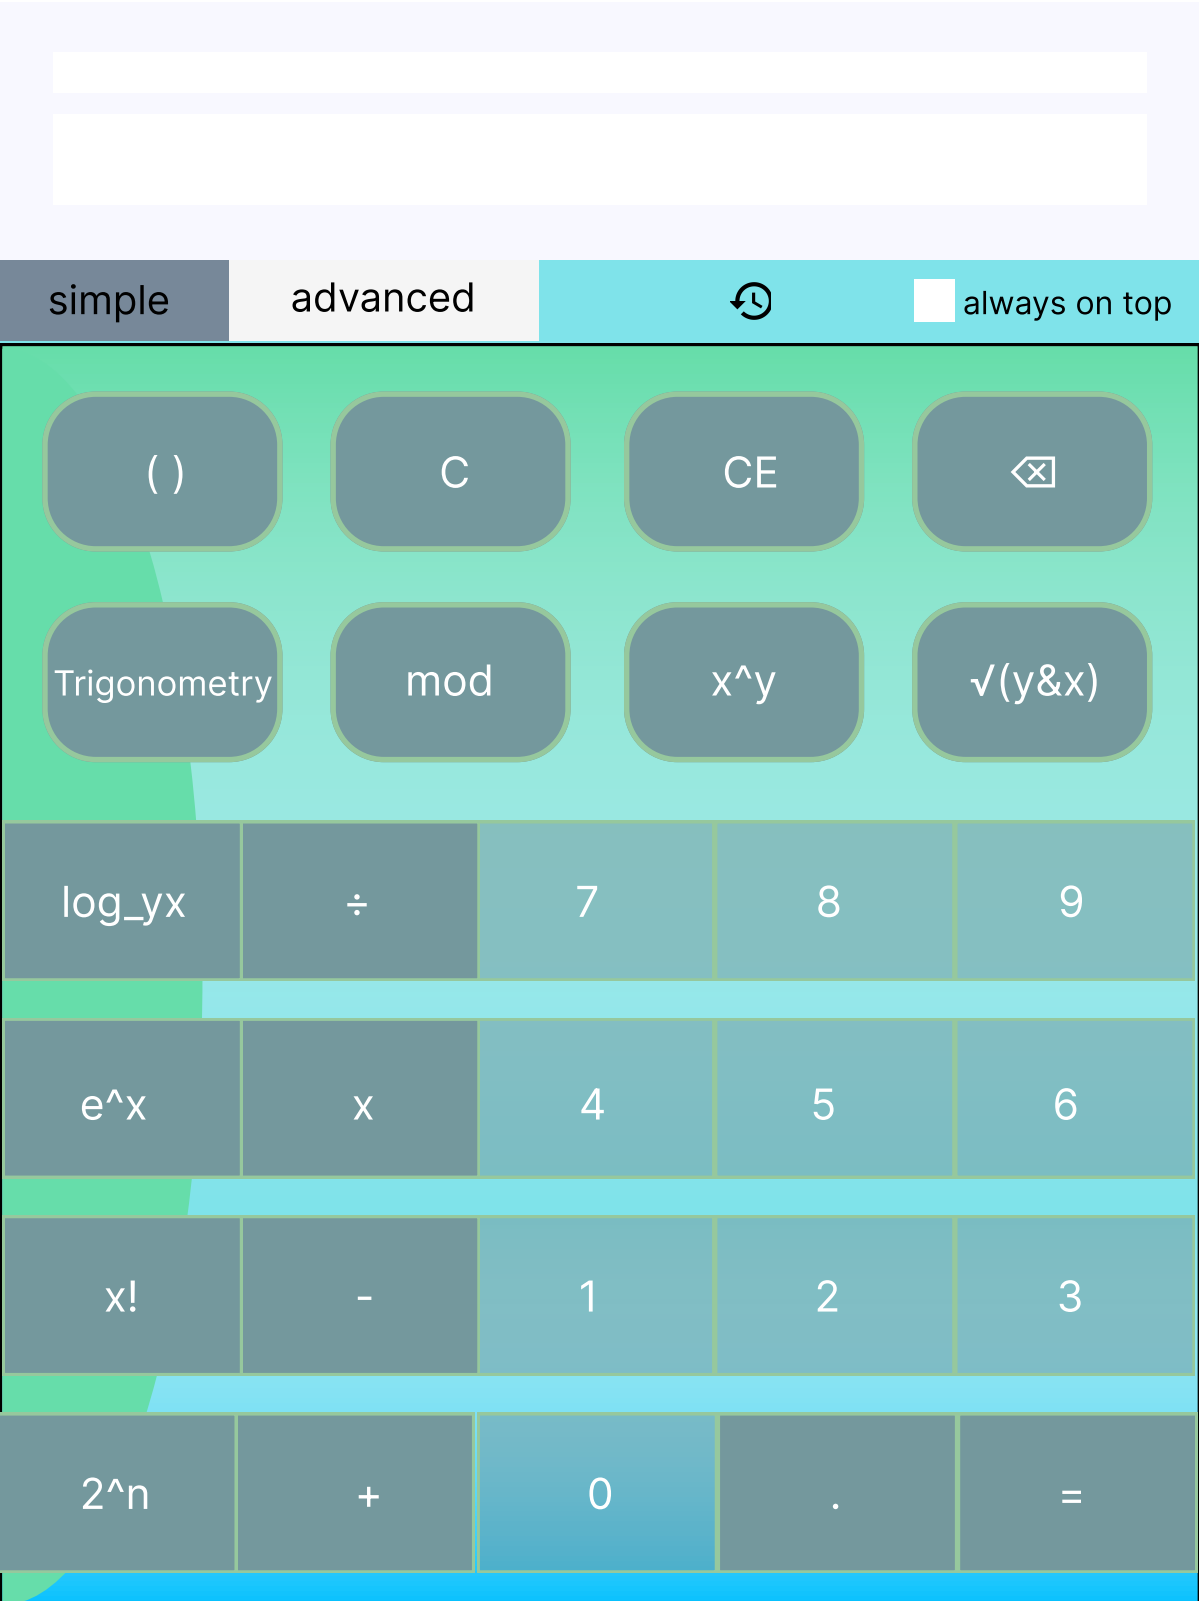 simple advanced always on top
( ) C CE
Trigonometry mod x^y √(y&x)
log_yx ÷ 7 8 9
e^x x 4 5 6
x! - 1 2 3
2^n + 0 . =